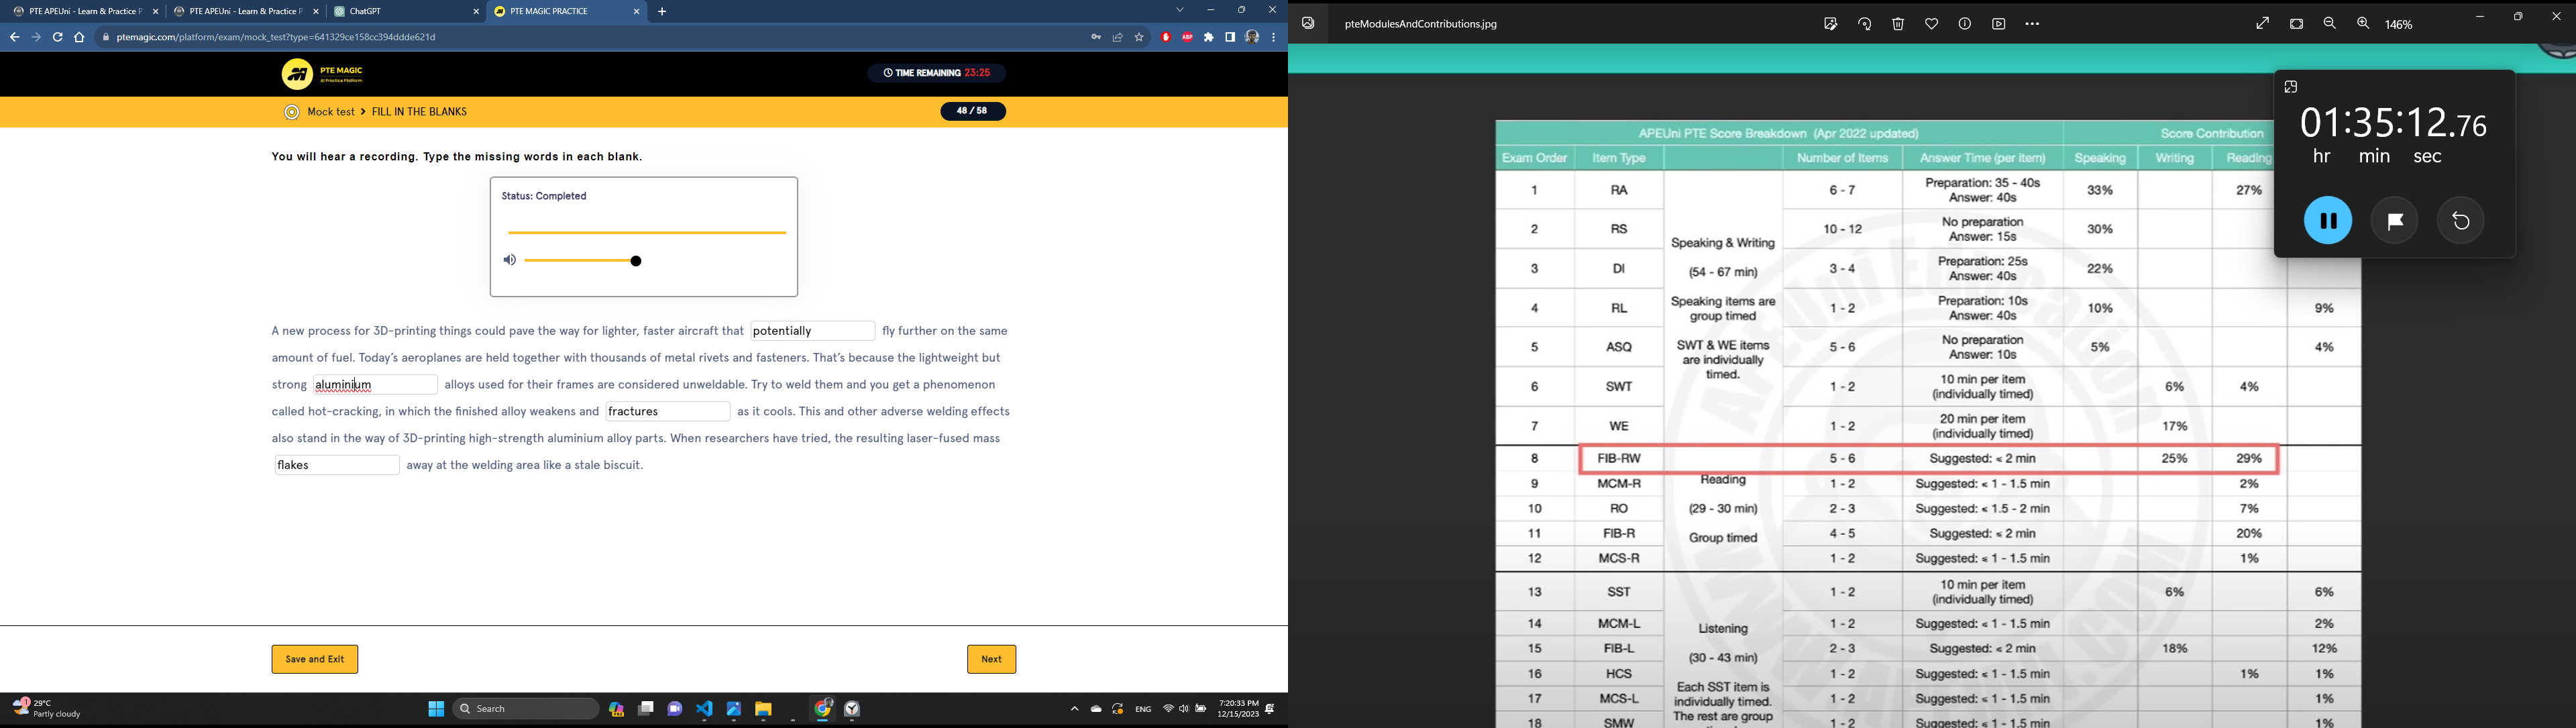 PTE APEUni - Learn & Practice P
PTE APEUni - Learn & Practice P
ChatGPT
PTE MAGIC PRACTICE
ptemagic.com/platform/exam/mock_test?type=641329ce158cc394ddde621d
PTE MAGIC
AI Practice Platform
TIME REMAINING 23:25
Mock test > FILL IN THE BLANKS
48 / 58
You will hear a recording. Type the missing words in each blank.
Status: Completed
A new process for 3D-printing things could pave the way for lighter, faster aircraft that potentially fly further on the same
amount of fuel. Today's aeroplanes are held together with thousands of metal rivets and fasteners. That's because the lightweight but
strong aluminium alloys used for their frames are considered unweldable. Try to weld them and you get a phenomenon
called hot-cracking, in which the finished alloy weakens and fractures as it cools. This and other adverse welding effects
also stand in the way of 3D-printing high-strength aluminium alloy parts. When researchers have tried, the resulting laser-fused mass
flakes away at the welding area like a stale biscuit.
Save and Exit
Next
29°C
Partly cloudy
Search
ENG
7:20:33 PM
12/15/2023
pteModulesAndContributions.jpg
146%
01:35:12.76
hr min sec
APEUni PTE Score Breakdown (Apr 2022 updated)
Score Contribution
Exam Order Item Type Number of Items Answer Time (per item) Speaking Writing Reading
1 RA 6 - 7 Preparation: 35 - 40s Answer: 40s 33% 27%
2 RS 10 - 12 No preparation Answer: 15s 30%
Speaking & Writing
(54 - 67 min)
3 DI 3 - 4 Preparation: 25s Answer: 40s 22%
Speaking items are
group timed
4 RL 1 - 2 Preparation: 10s Answer: 40s 10% 9%
SWT & WE items
are individually
timed.
5 ASQ 5 - 6 No preparation Answer: 10s 5% 4%
6 SWT 1 - 2 10 min per item (individually timed) 6% 4%
7 WE 1 - 2 20 min per item (individually timed) 17%
8 FIB-RW 5 - 6 Suggested: < 2 min 25% 29%
Reading
(29 - 30 min)
Group timed
9 MCM-R 1 - 2 Suggested: ≤ 1 - 1.5 min 2%
10 RO 2 - 3 Suggested: ≤ 1.5 - 2 min 7%
11 FIB-R 4 - 5 Suggested: ≤ 2 min 20%
12 MCS-R 1 - 2 Suggested: ≤ 1 - 1.5 min 1%
13 SST 1 - 2 10 min per item (individually timed) 6% 6%
Listening
(30 - 43 min)
14 MCM-L 1 - 2 Suggested: ≤ 1 - 1.5 min 2%
15 FIB-L 2 - 3 Suggested: ≤ 2 min 18% 12%
16 HCS 1 - 2 Suggested: ≤ 1 - 1.5 min 1% 1%
Each SST item is
individually timed.
The rest are group
17 MCS-L 1 - 2 Suggested: ≤ 1 - 1.5 min 1%
18 SMW 1 - 2 Suggested: ≤ 1 - 1.5 min 1%